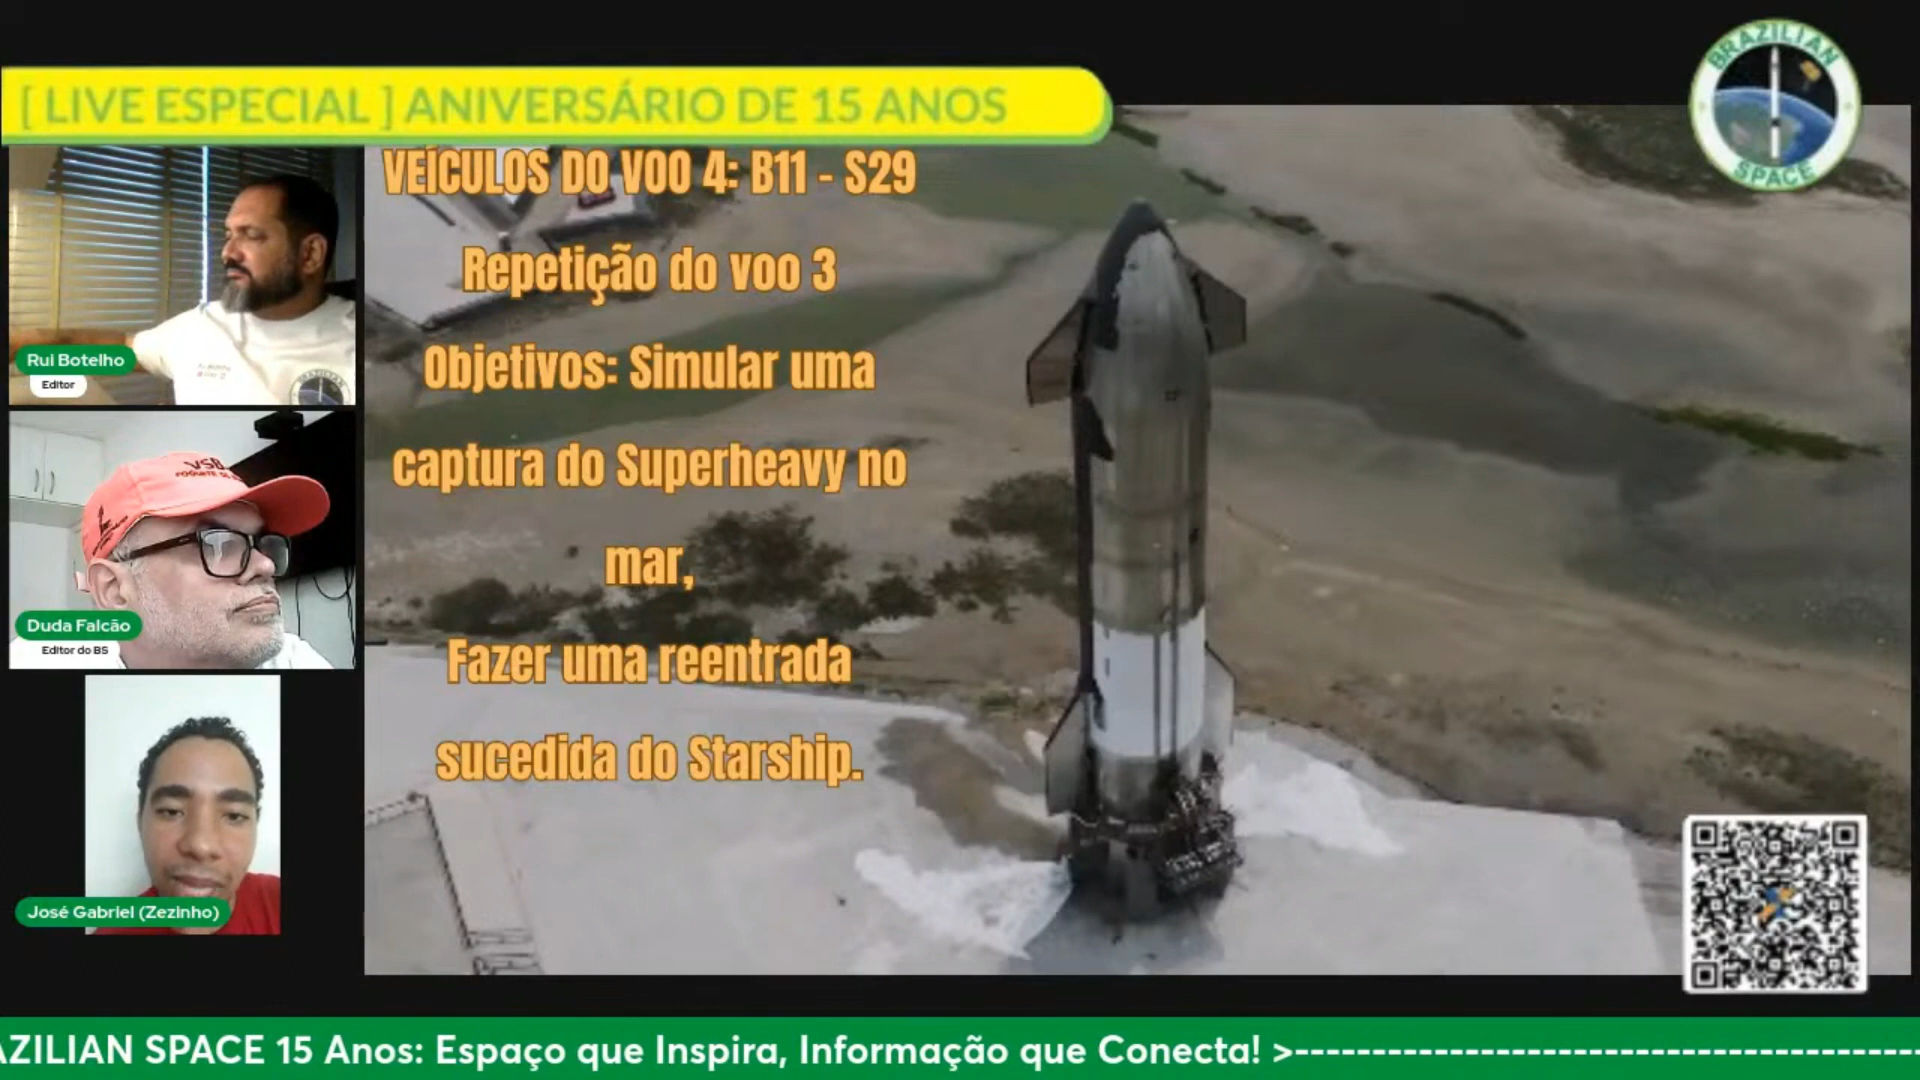 [ LIVE ESPECIAL ] ANIVERSÁRIO DE 15 ANOS
BRAZILIAN
SPACE
VEÍCULOS DO VOO 4: B11 - S29
Repetição do voo 3
Objetivos: Simular uma
captura do Superheavy no
mar,
Fazer uma reentrada
sucedida do Starship.
Rui Botelho
Editor
VSB
Duda Falcão
Editor do BS
José Gabriel (Zezinho)
AZILIAN SPACE 15 Anos: Espaço que Inspira, Informação que Conecta! >----------------------------------------